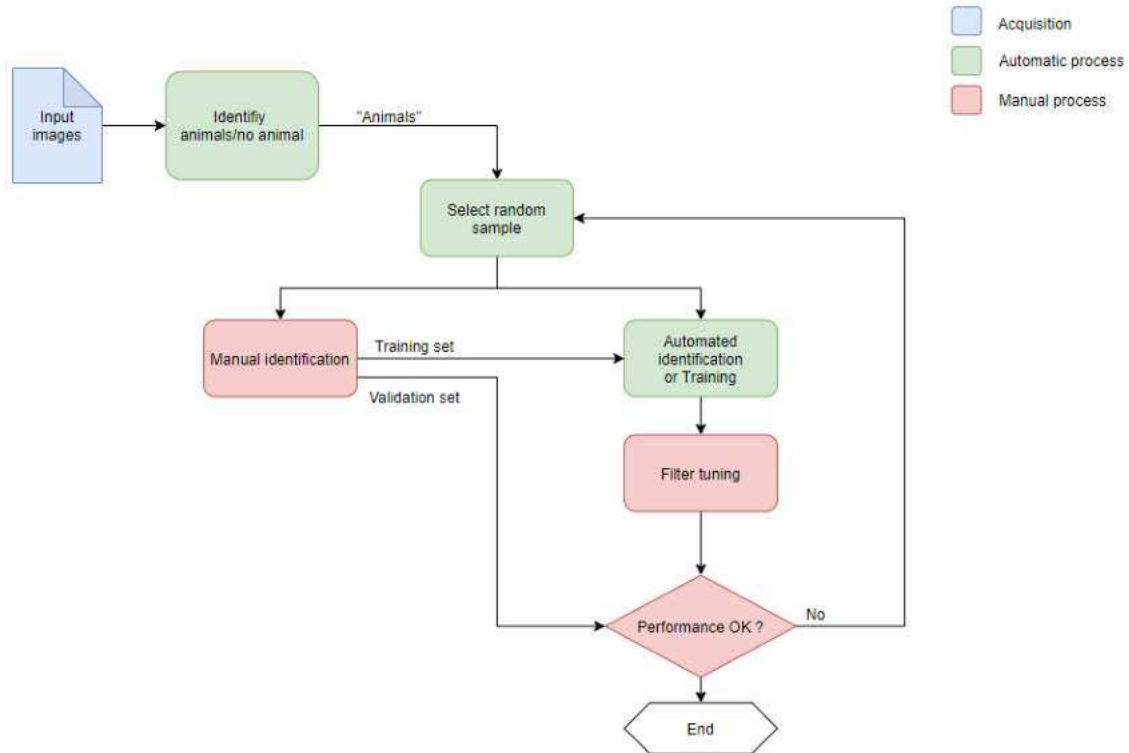 Acquisition
Automatic process
Manual process
Input
images
Identifiy
animals/no animal
"Animals"
Select random
sample
Manual identification
Training set
Validation set
Automated
identification
or Training
Filter tuning
Performance OK ?
No
End